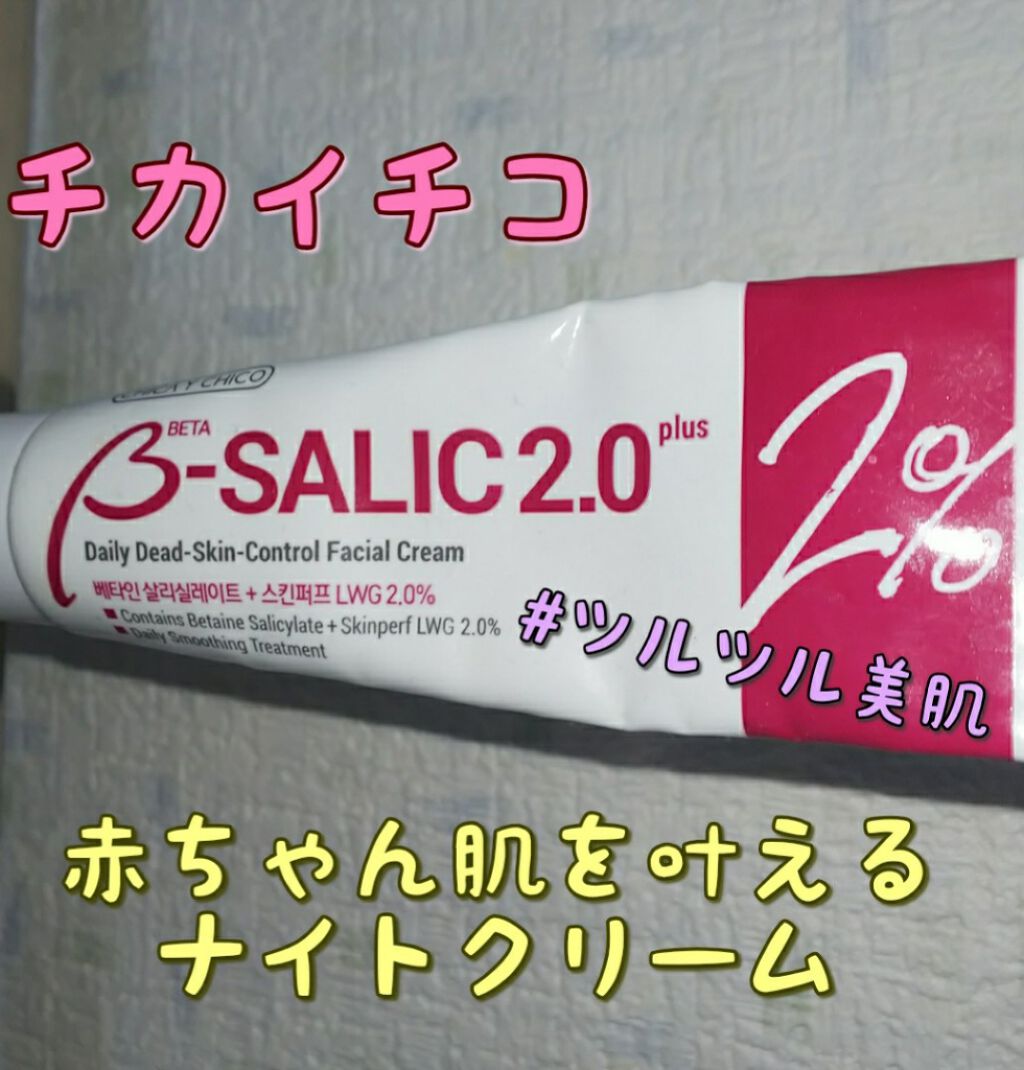 チカイチコ
CHICA Y CHICO
BETA
β-SALIC 2.0 plus
2%
Daily Dead-Skin-Control Facial Cream
베타인 살리실레이트 + 스킨퍼프 LWG 2.0%
■ Contains Betaine Salicylate + Skinperf LWG 2.0%
■ Daily Smoothing Treatment
#ツルツル美肌
赤ちゃん肌を叶える
ナイトクリーム